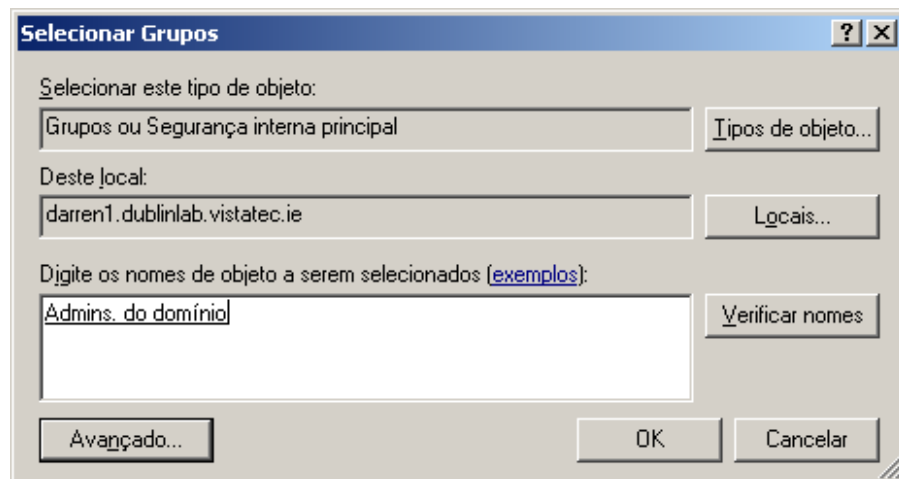 Selecionar Grupos
Selecionar este tipo de objeto:
Grupos ou Segurança interna principal
Tipos de objeto...
Deste local:
darren1.dublinlab.vistatec.ie
Locais...
Digite os nomes de objeto a serem selecionados (exemplos):
Admins. do domínio
Verificar nomes
Avançado...
OK
Cancelar